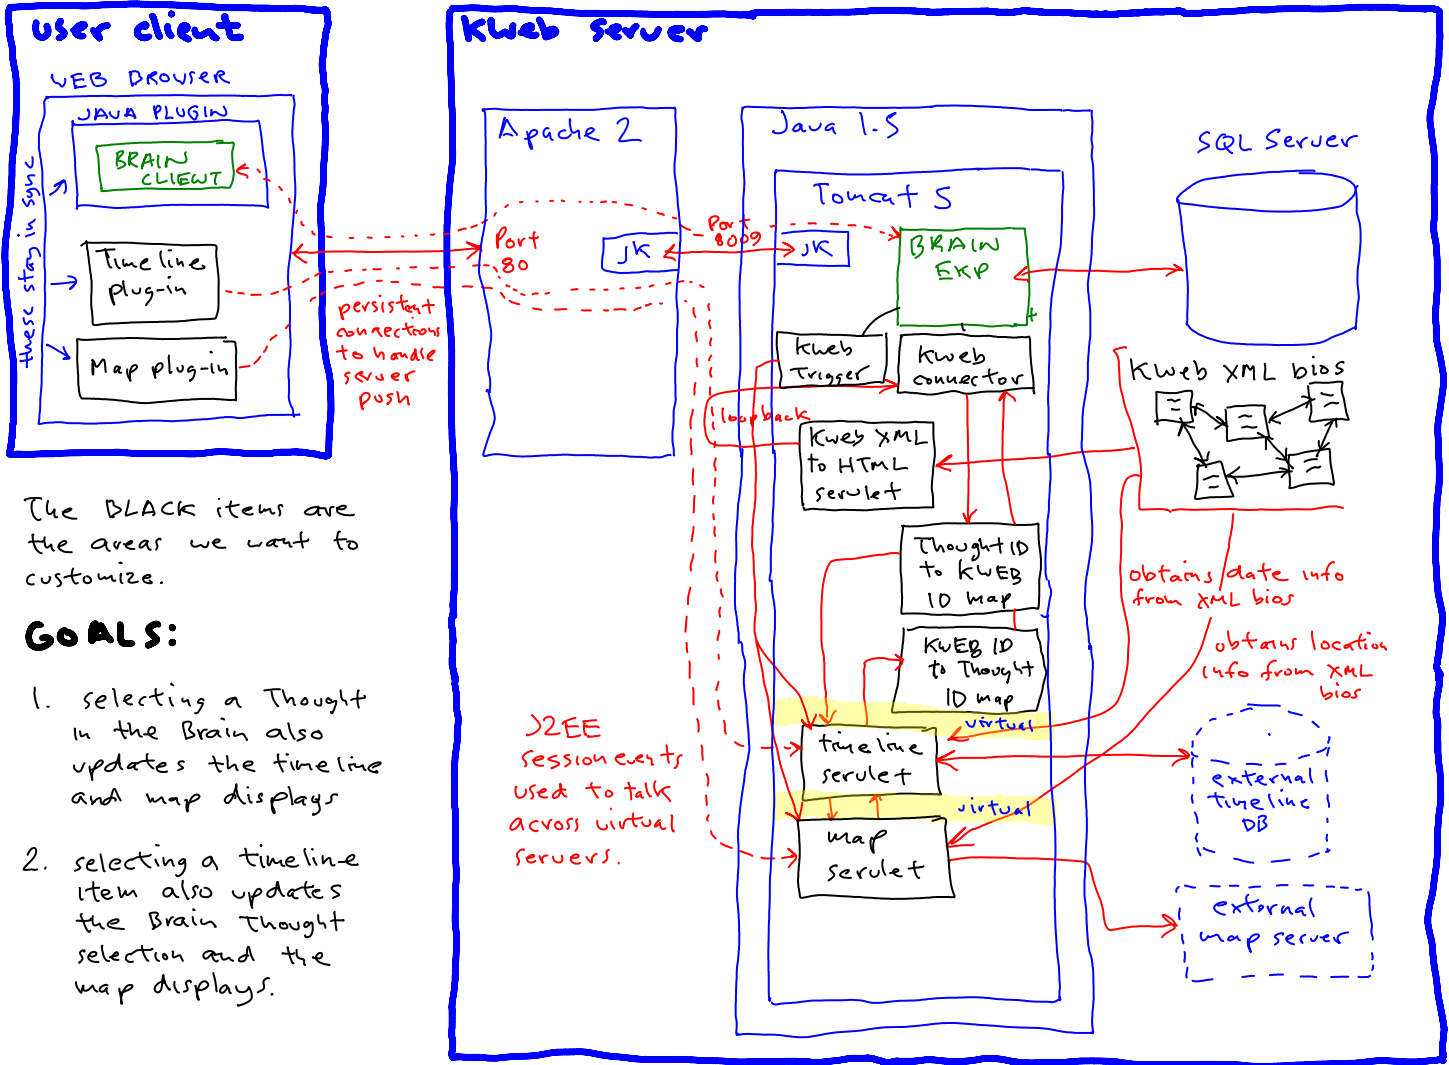 user client
WEB BROWSER
JAVA PLUGIN
BRAIN
CLIENT
these stay in sync
Timeline
plug-in
Map plug-in
persistent
connections
to handle
server
push
The BLACK items are
the areas we want to
customize.
GOALS:
1. selecting a Thought
in the Brain also
updates the timeline
and map displays
2. selecting a timeline
item also updates
the Brain Thought
selection and the
map displays.
Kweb server
Apache 2
Port
80
JK
Port
8009
Java 1.5
Tomcat 5
JK
BRAIN
EKP
Kweb
Trigger
Kweb
connector
loopback
Kweb XML
to HTML
servlet
Thought ID
to KWEB
ID map
KWEB ID
to Thought
ID map
virtual
timeline
servlet
virtual
map
servlet
J2EE
session events
used to talk
across virtual
servers.
SQL Server
Kweb XML bios
obtains date info
from XML bios
obtains location
info from XML
bios
external
timeline
DB
external
map server